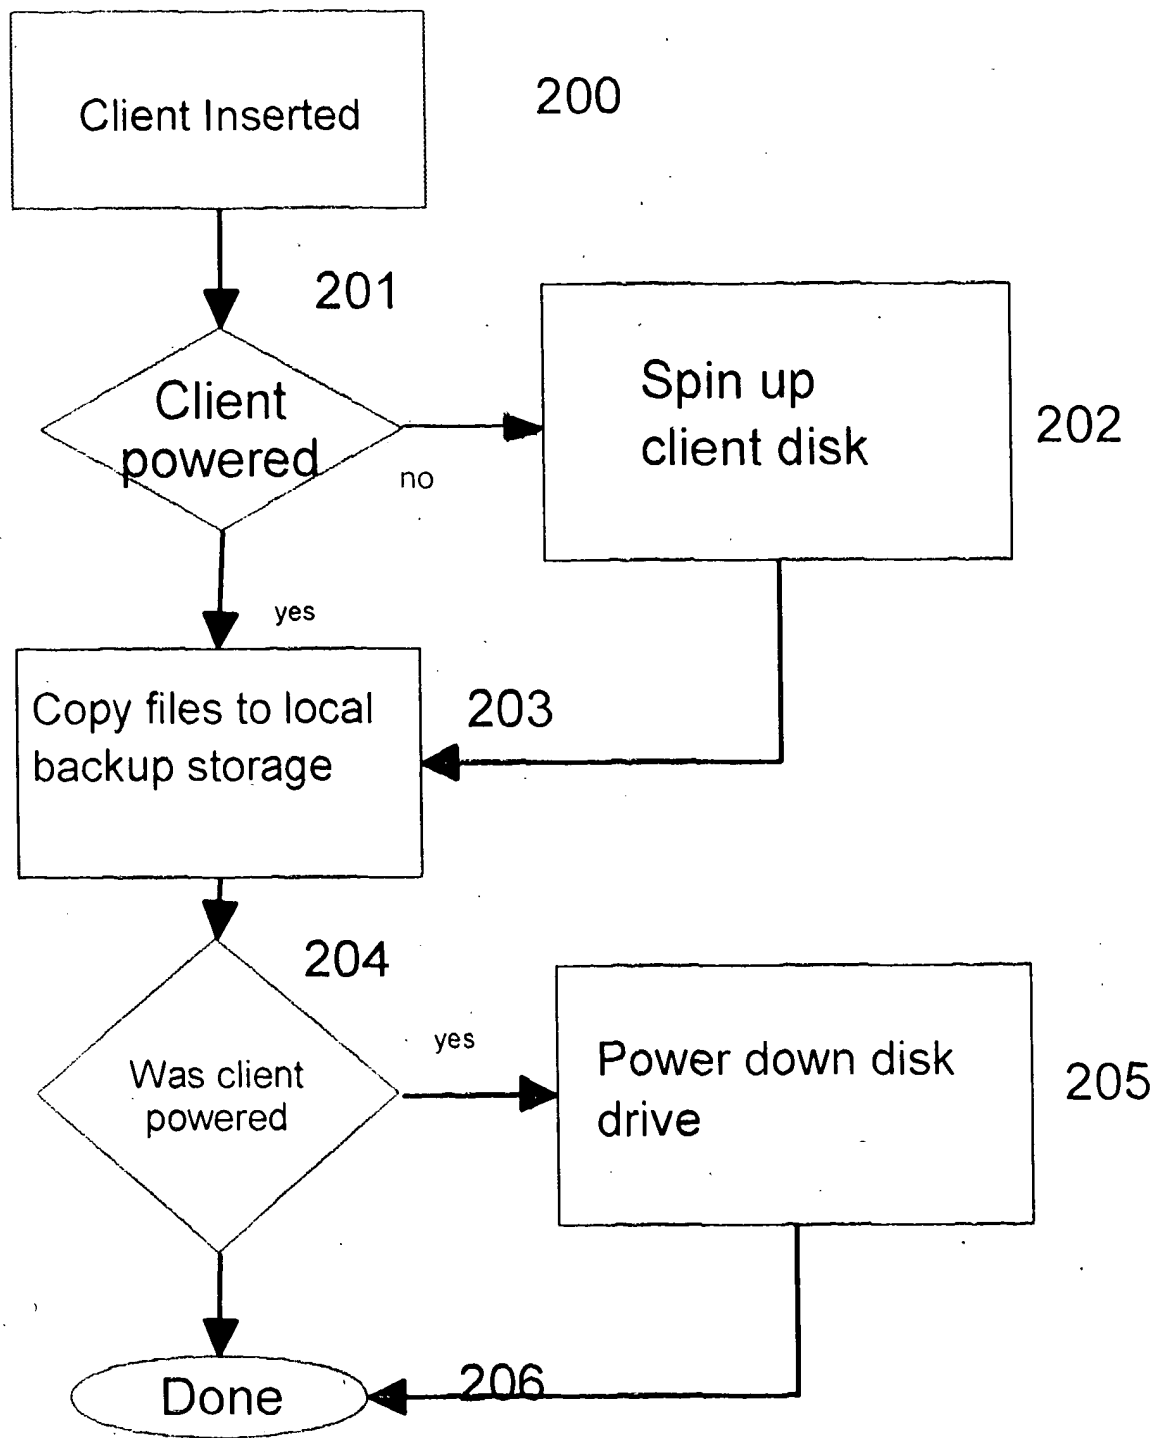 Client Inserted
200
201
Client
powered
no
Spin up
client disk
202
yes
Copy files to local
backup storage
203
204
Was client
powered
yes
Power down disk
drive
205
206
Done